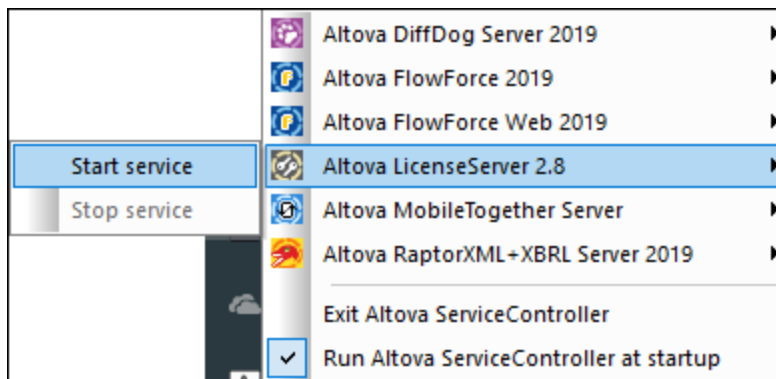 Altova DiffDog Server 2019
Altova FlowForce 2019
Altova FlowForce Web 2019
Altova LicenseServer 2.8
Start service
Stop service
Altova MobileTogether Server
Altova RaptorXML+XBRL Server 2019
Exit Altova ServiceController
Run Altova ServiceController at startup